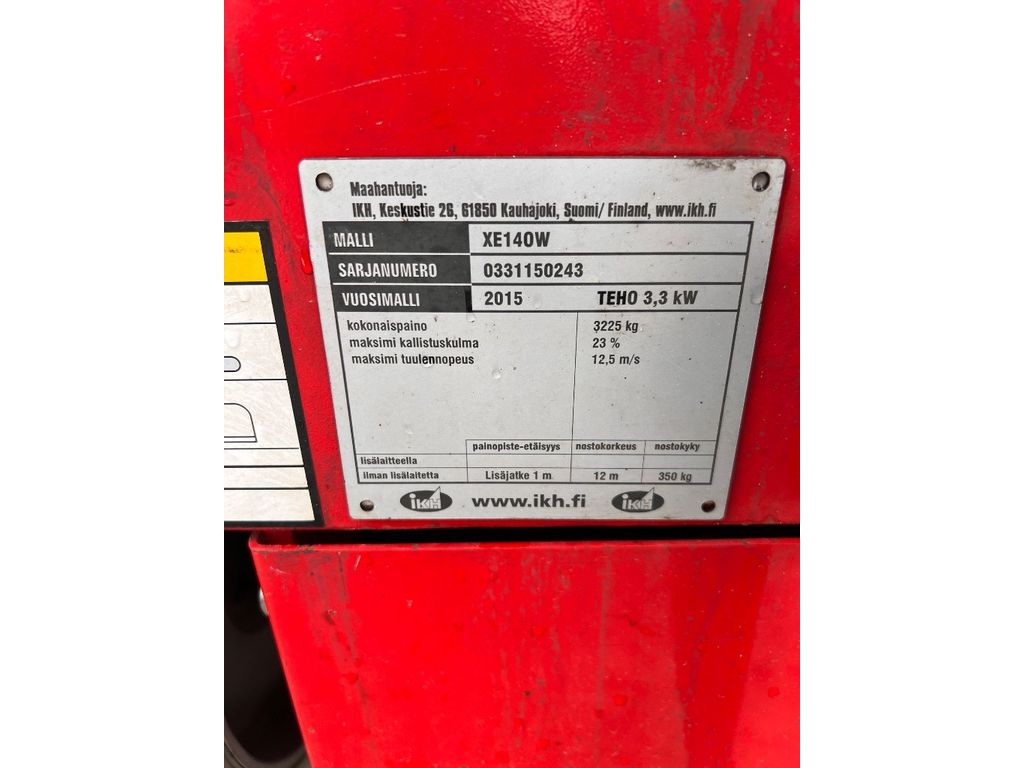 Maahantuoja:
IKH, Keskustie 26, 61850 Kauhajoki, Suomi/ Finland, www.ikh.fi
MALLI XE140W
SARJANUMERO 0331150243
VUOSIMALLI 2015 TEHO 3,3 kW
kokonaispaino 3225 kg
maksimi kallistuskulma 23 %
maksimi tuulennopeus 12,5 m/s
painopiste-etäisyys nostokorkeus nostokyky
lisälaitteella
ilman lisälaitetta Lisäjatke 1 m 12 m 350 kg
IKH www.ikh.fi IKH